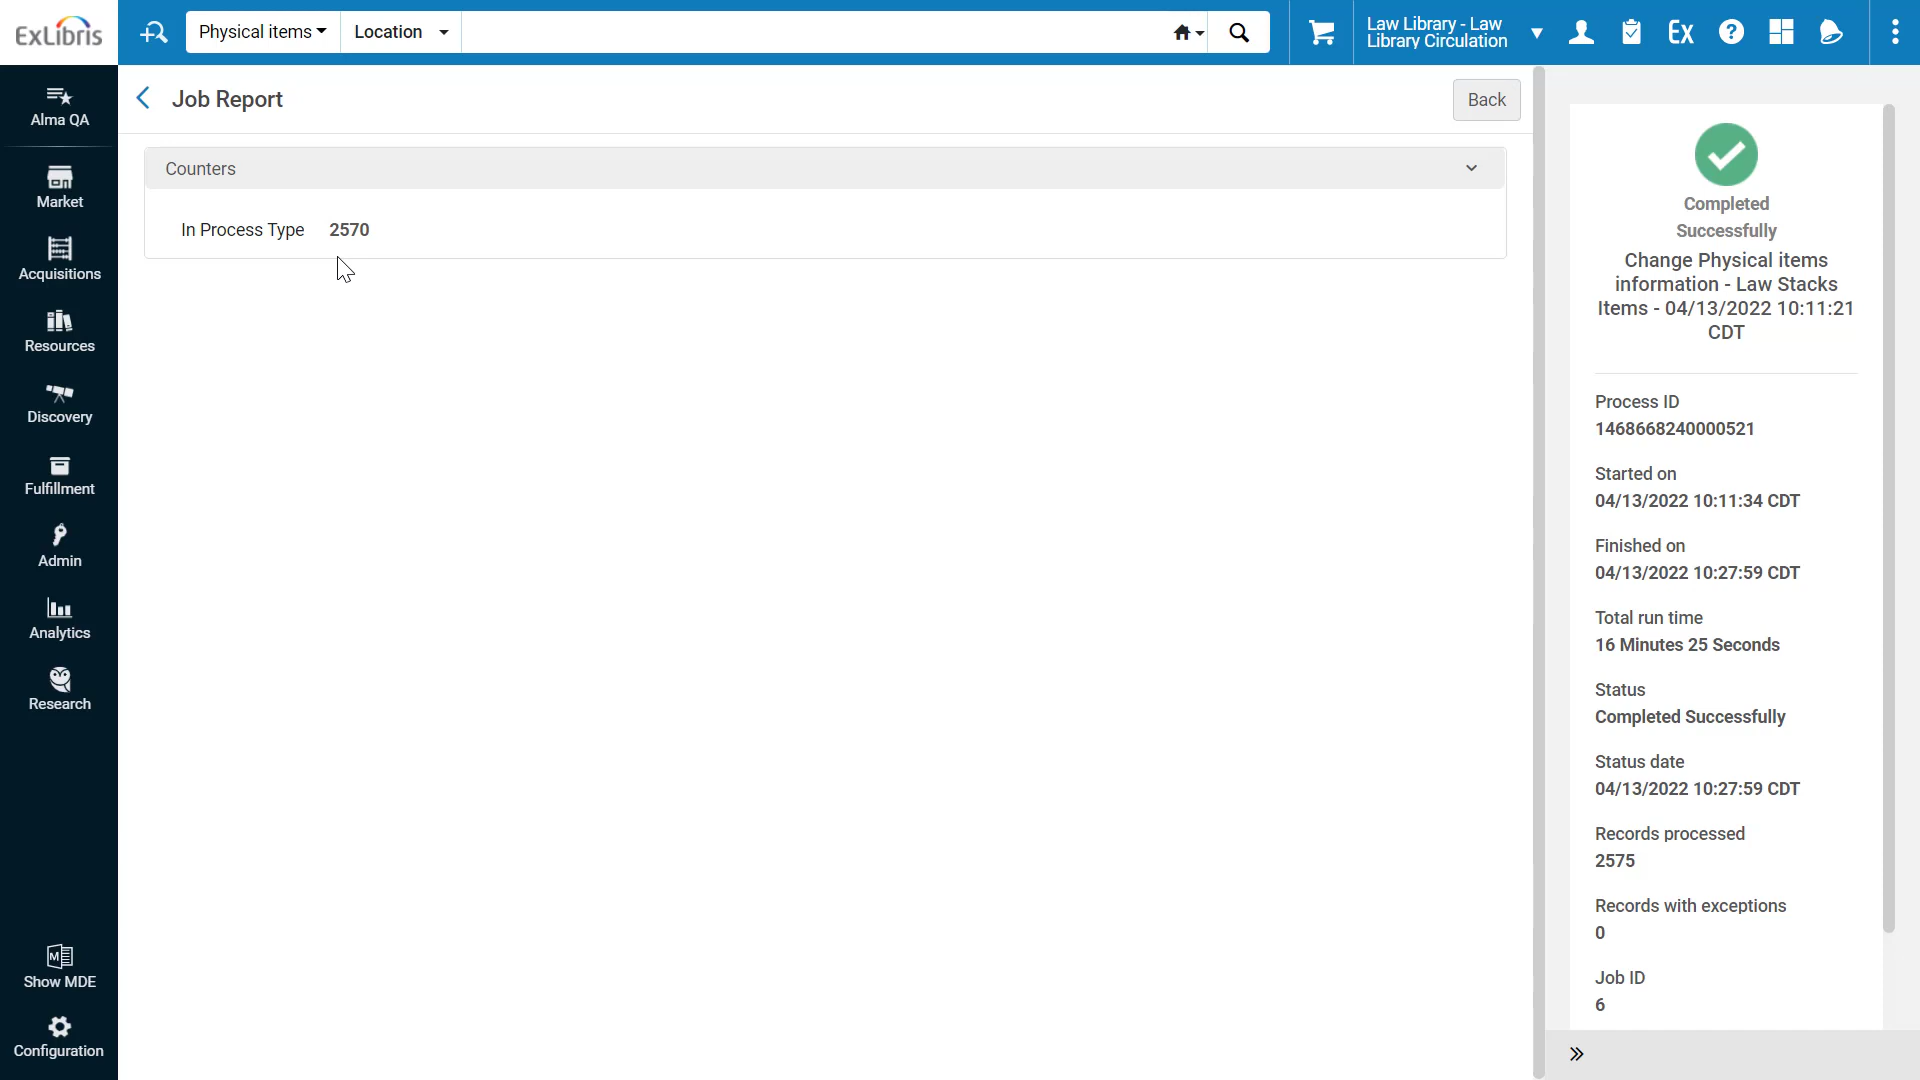 ExLibris
Physical items
Location
Law Library - Law
Library Circulation
Ex
Alma QA
Market
Acquisitions
Resources
Discovery
Fulfillment
Admin
Analytics
Research
Show MDE
Configuration
Job Report
Back
Counters
In Process Type 2570
Completed
Successfully
Change Physical items
information - Law Stacks
Items - 04/13/2022 10:11:21
CDT
Process ID
1468668240000521
Started on
04/13/2022 10:11:34 CDT
Finished on
04/13/2022 10:27:59 CDT
Total run time
16 Minutes 25 Seconds
Status
Completed Successfully
Status date
04/13/2022 10:27:59 CDT
Records processed
2575
Records with exceptions
0
Job ID
6